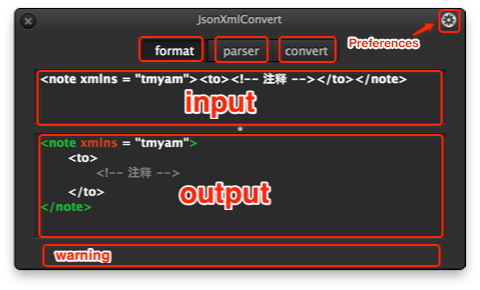 JsonXmlConvert
Preferences
format parser convert
<note xmlns = "tmyam"><to><!-- 注释 --></to></note>
input
<note xmlns = "tmyam">
<to>
<!-- 注释 -->
</to>
</note>
output
warning